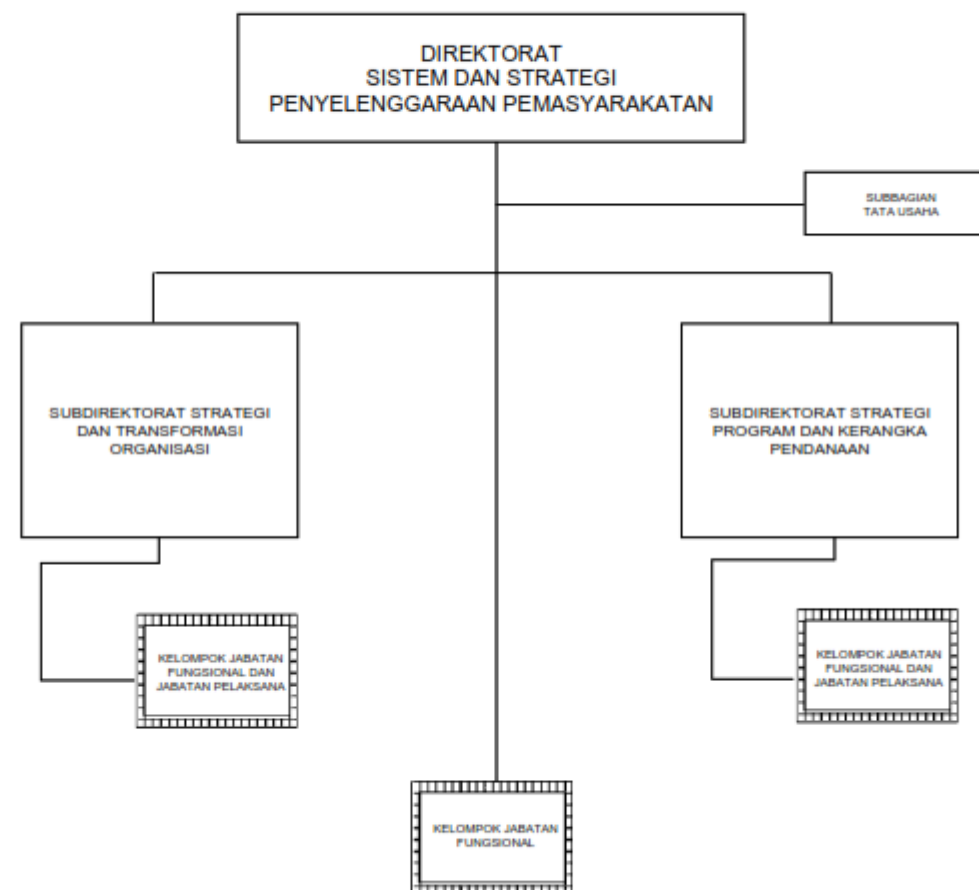 DIREKTORAT
SISTEM DAN STRATEGI
PENYELENGGARAAN PEMASYARAKATAN
SUBBAGIAN
TATA USAHA
SUBDIREKTORAT STRATEGI
DAN TRANSFORMASI
ORGANISASI
SUBDIREKTORAT STRATEGI
PROGRAM DAN KERANGKA
PENDANAAN
KELOMPOK JABATAN
FUNGSIONAL DAN
JABATAN PELAKSANA
KELOMPOK JABATAN
FUNGSIONAL DAN
JABATAN PELAKSANA
KELOMPOK JABATAN
FUNGSIONAL